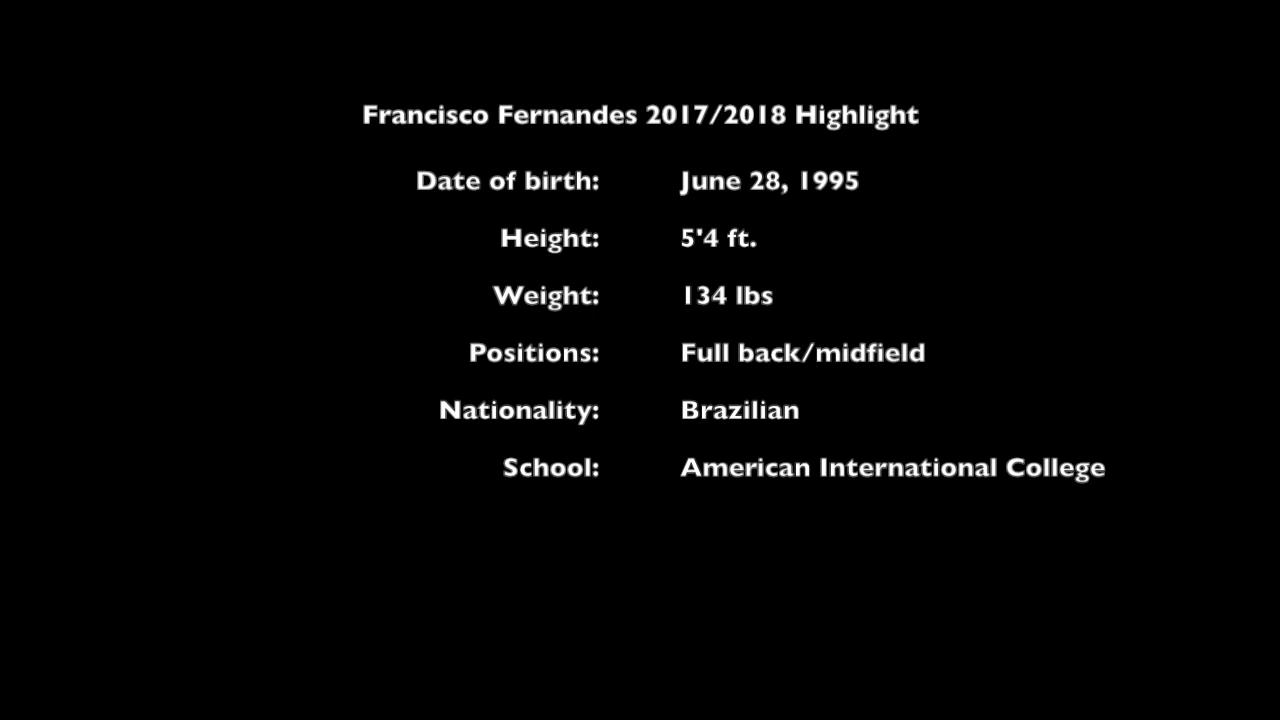 Francisco Fernandes 2017/2018 Highlight
Date of birth: June 28, 1995
Height: 5'4 ft.
Weight: 134 lbs
Positions: Full back/midfield
Nationality: Brazilian
School: American International College